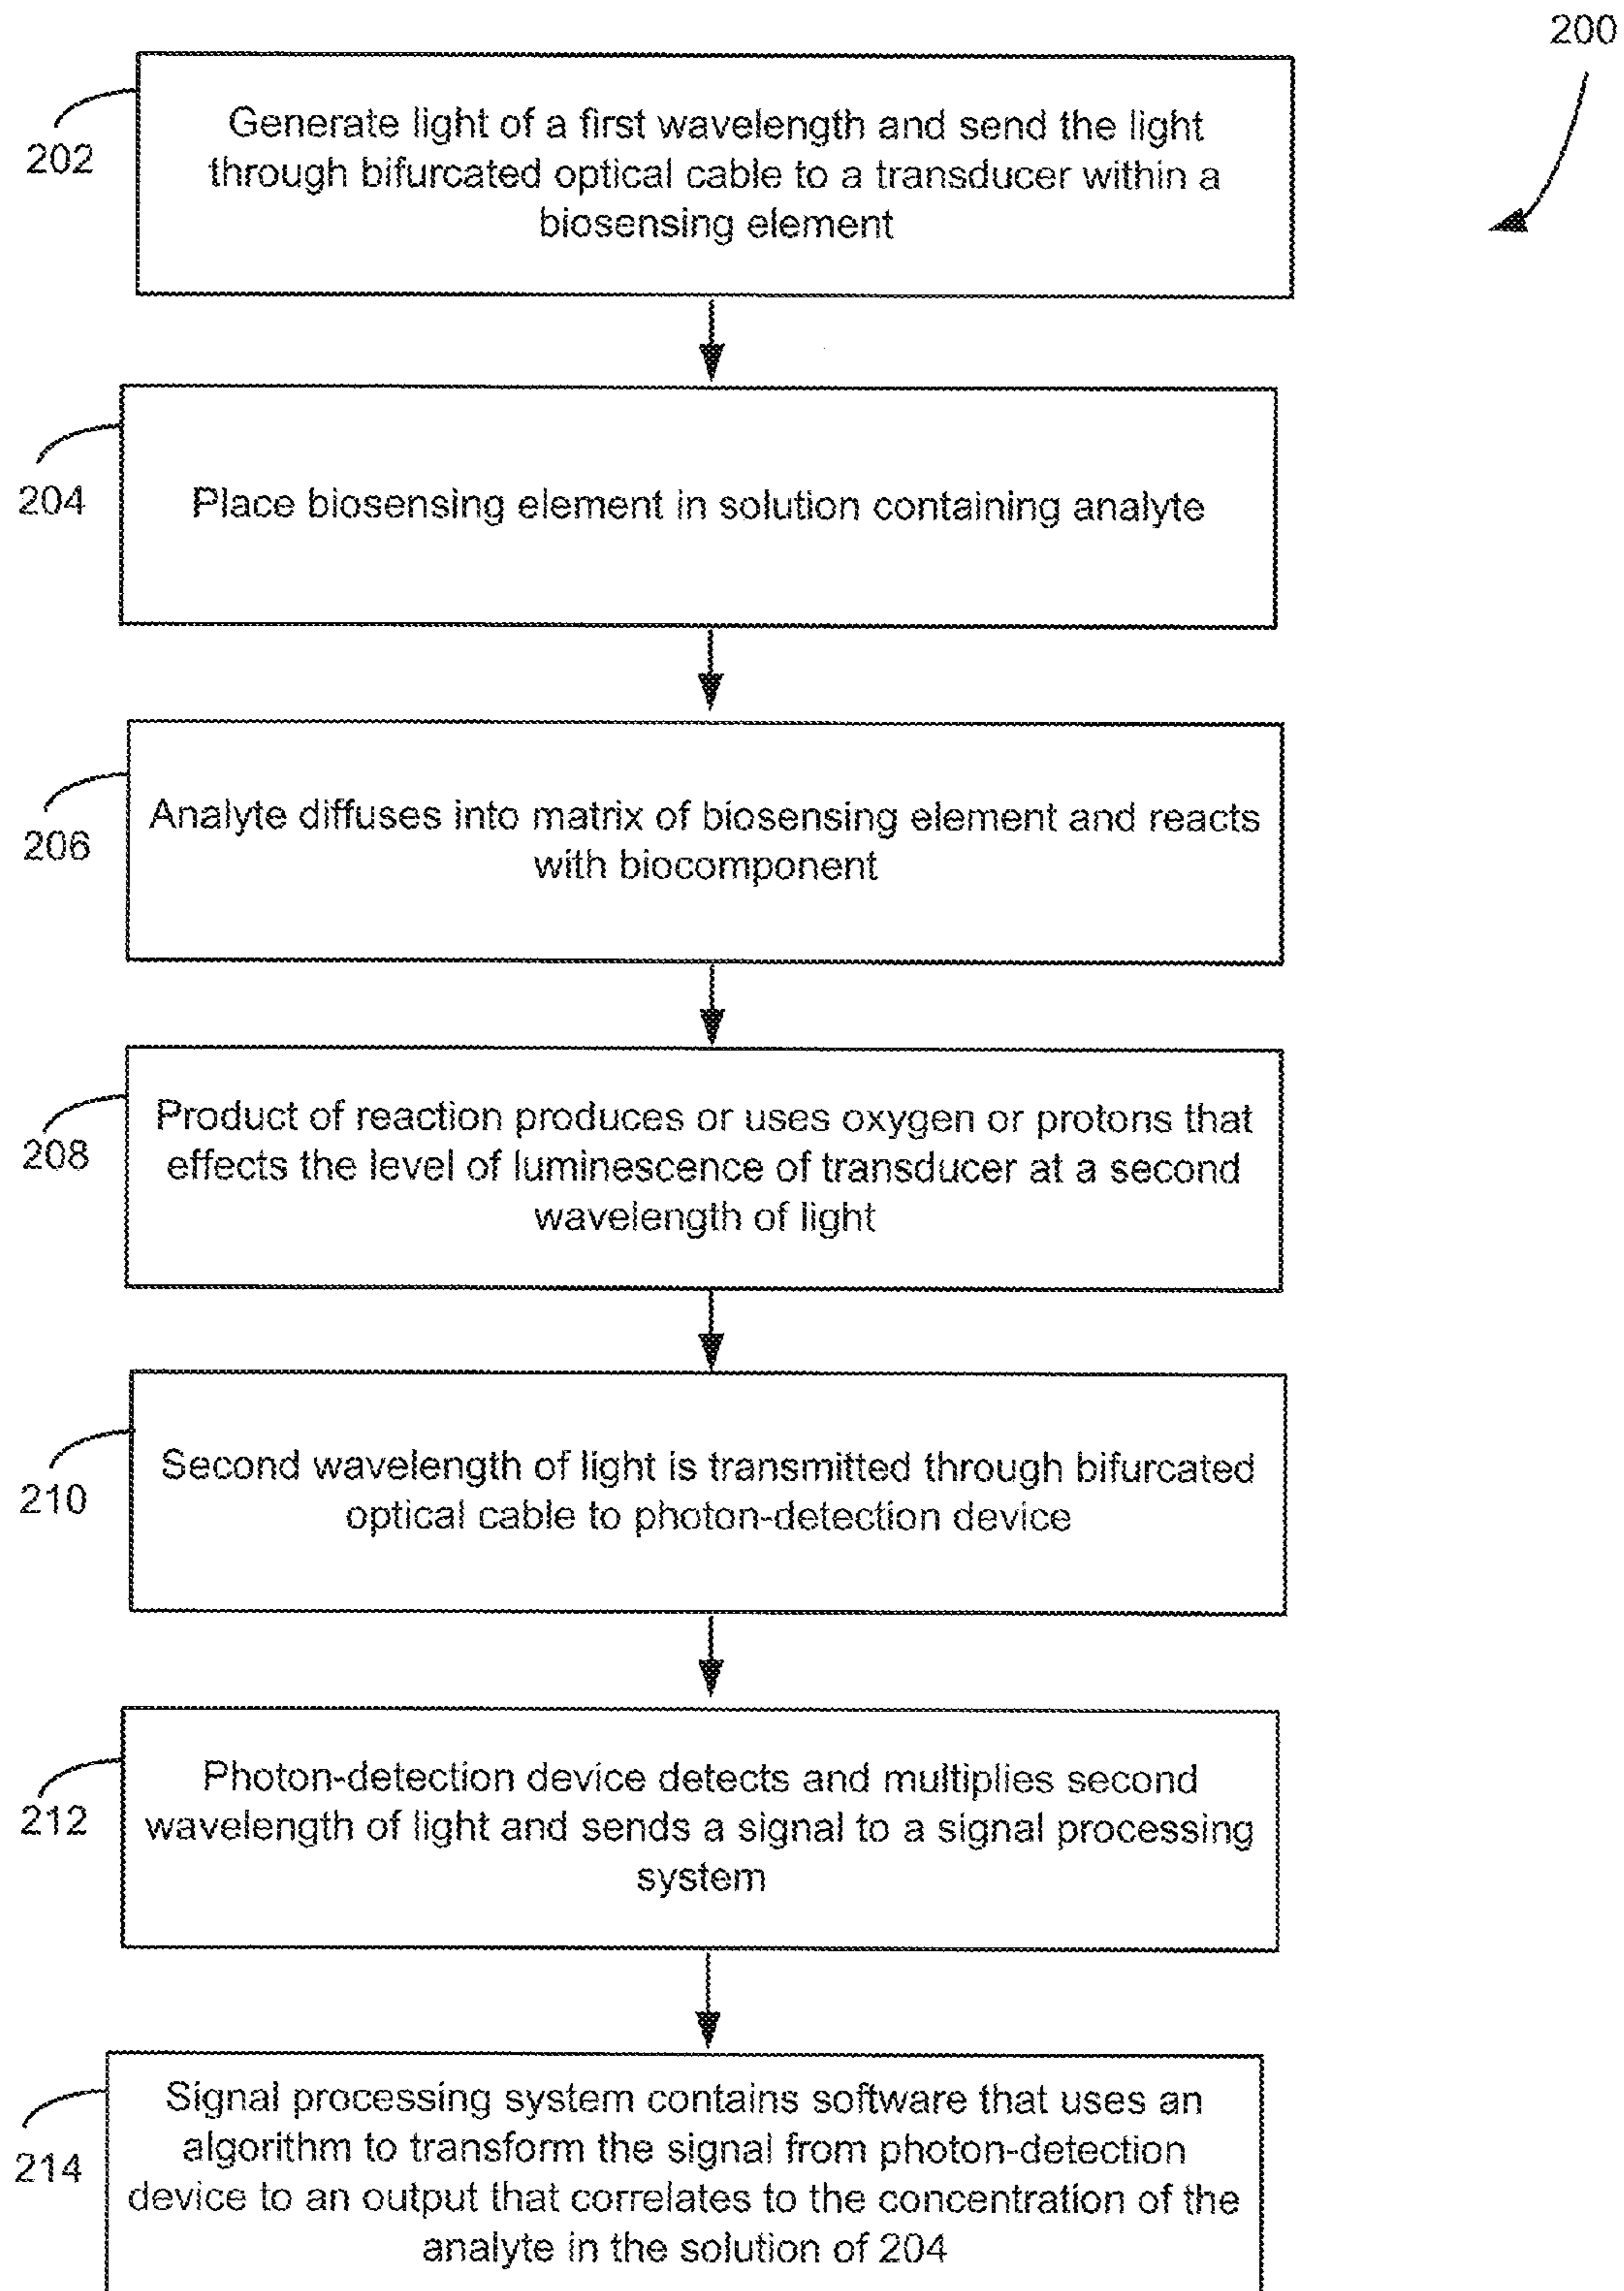 200
202
Generate light of a first wavelength and send the light
through bifurcated optical cable to a transducer within a
biosensing element
204
Place biosensing element in solution containing analyte
206
Analyte diffuses into matrix of biosensing element and reacts
with biocomponent
208
Product of reaction produces or uses oxygen or protons that
effects the level of luminescence of transducer at a second
wavelength of light
210
Second wavelength of light is transmitted through bifurcated
optical cable to photon-detection device
212
Photon-detection device detects and multiplies second
wavelength of light and sends a signal to a signal processing
system
214
Signal processing system contains software that uses an
algorithm to transform the signal from photon-detection
device to an output that correlates to the concentration of the
analyte in the solution of 204